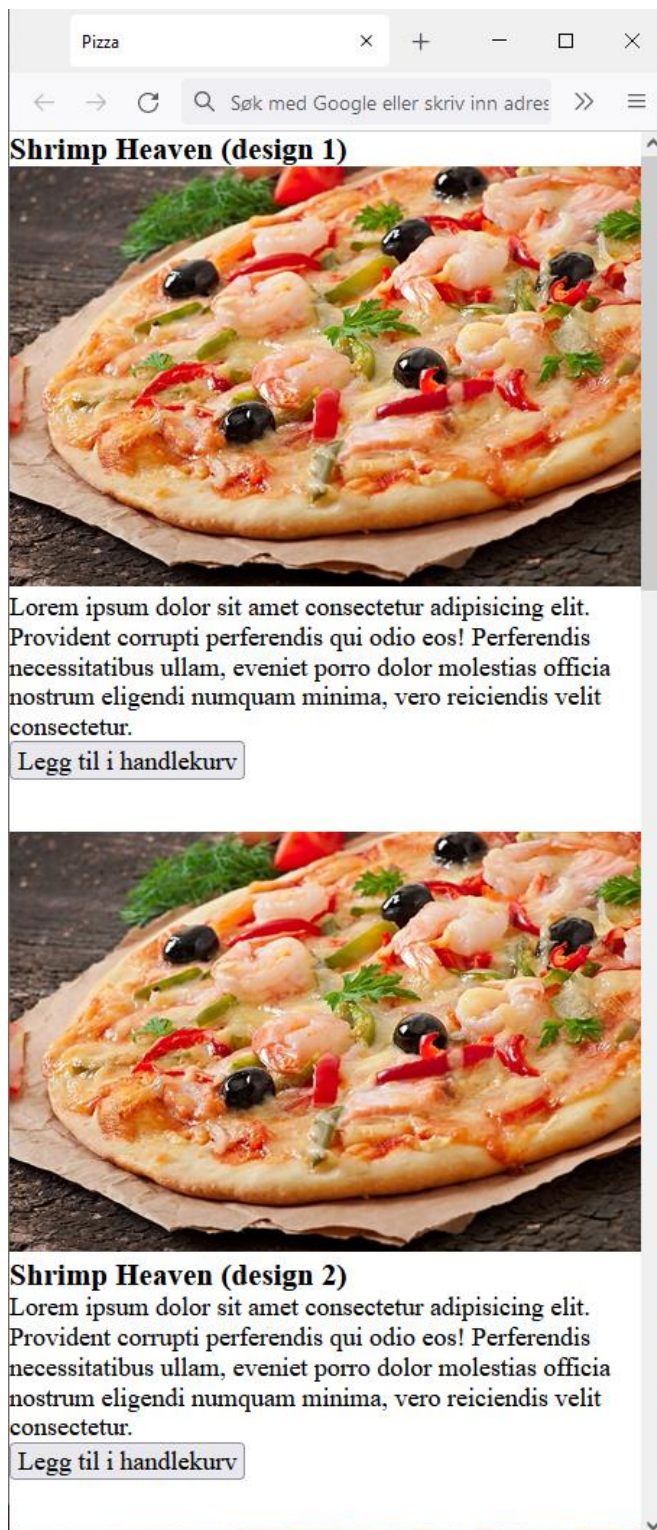 Pizza
Søk med Google eller skriv inn adres
Shrimp Heaven (design 1)
Lorem ipsum dolor sit amet consectetur adipisicing elit.
Provident corrupti perferendis qui odio eos! Perferendis
necessitatibus ullam, eveniet porro dolor molestias officia
nostrum eligendi numquam minima, vero reiciendis velit
consectetur.
Legg til i handlekurv
Shrimp Heaven (design 2)
Lorem ipsum dolor sit amet consectetur adipisicing elit.
Provident corrupti perferendis qui odio eos! Perferendis
necessitatibus ullam, eveniet porro dolor molestias officia
nostrum eligendi numquam minima, vero reiciendis velit
consectetur.
Legg til i handlekurv